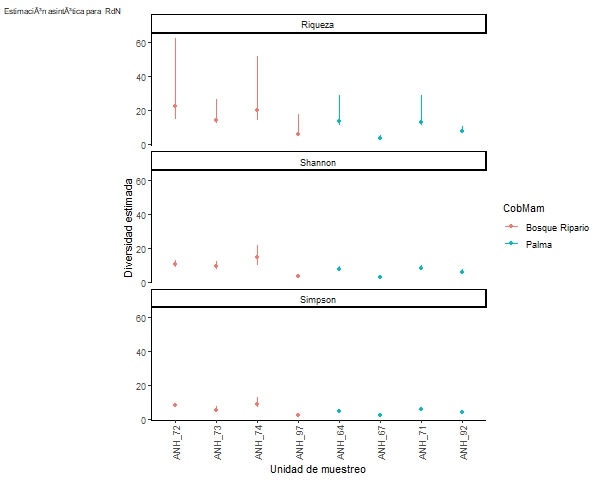 EstimaciÃ³n asintÃ³tica para RdN
Riqueza
60
40
20
0
Shannon
60
40
20
0
Simpson
60
40
20
0
Diversidad estimada
ANH_72
ANH_73
ANH_74
ANH_97
ANH_64
ANH_67
ANH_71
ANH_92
Unidad de muestreo
CobMam
Bosque Ripario
Palma